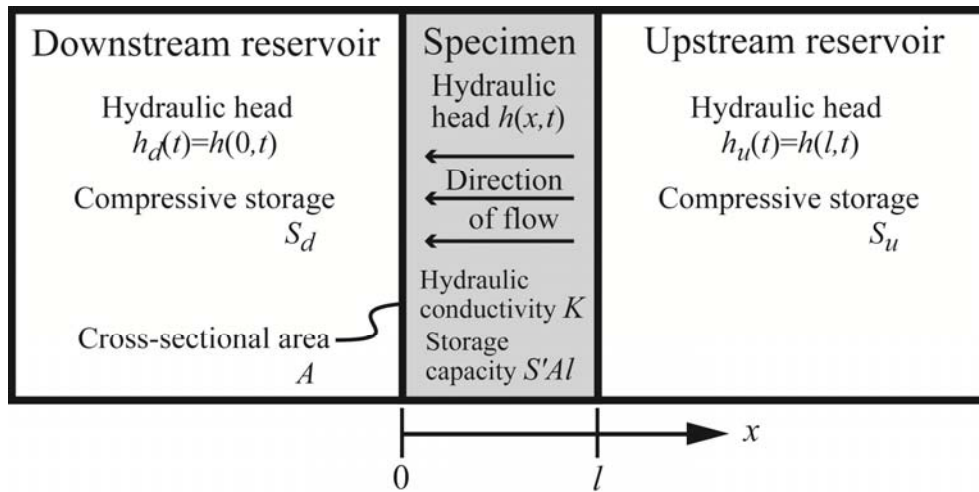 Downstream reservoir
Hydraulic head
h_d(t)=h(0,t)
Compressive storage
S_d
Cross-sectional area
A
Specimen
Hydraulic
head h(x,t)
Direction
of flow
Hydraulic
conductivity K
Storage
capacity S'Al
Upstream reservoir
Hydraulic head
h_u(t)=h(l,t)
Compressive storage
S_u
0
l
x